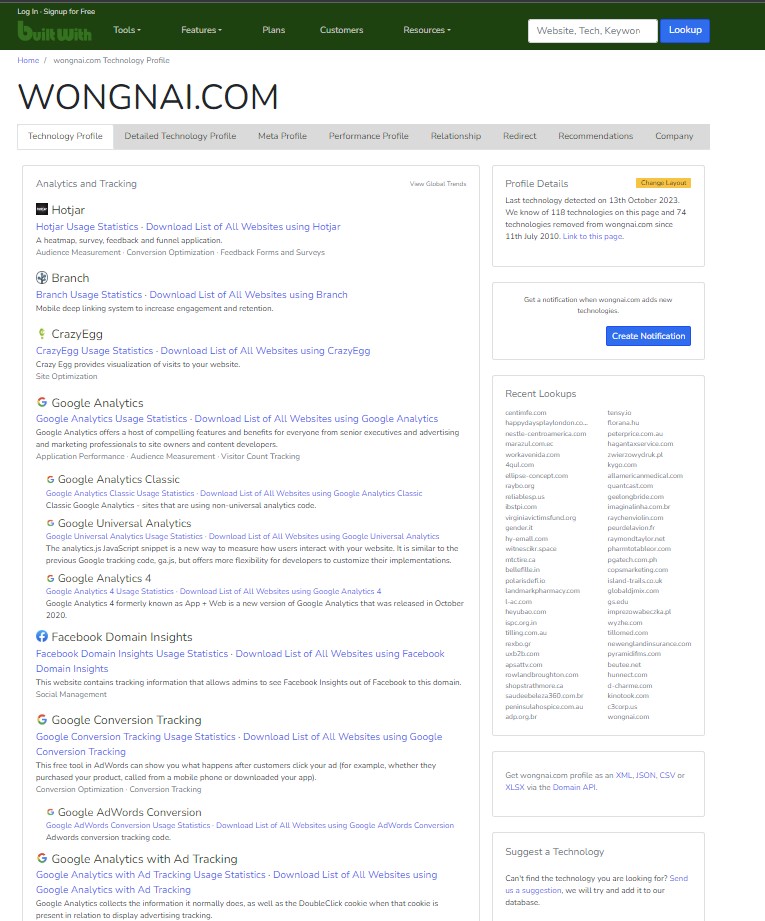 Log In · Signup for Free
builtwith
Tools
Features
Plans
Customers
Resources
Website, Tech, Keyword
Lookup
Home / wongnai.com Technology Profile
WONGNAI.COM
Technology Profile
Detailed Technology Profile
Meta Profile
Performance Profile
Relationship
Redirect
Recommendations
Company
Analytics and Tracking
View Global Trends
Hotjar
Hotjar Usage Statistics · Download List of All Websites using Hotjar
A heatmap, survey, feedback and funnel application.
Audience Measurement · Conversion Optimization · Feedback Forms and Surveys
Branch
Branch Usage Statistics · Download List of All Websites using Branch
Mobile deep linking system to increase engagement and retention.
CrazyEgg
CrazyEgg Usage Statistics · Download List of All Websites using CrazyEgg
Crazy Egg provides visualization of visits to your website.
Site Optimization
Google Analytics
Google Analytics Usage Statistics · Download List of All Websites using Google Analytics
Google Analytics offers a host of compelling features and benefits for everyone from senior executives and advertising
and marketing professionals to site owners and content developers.
Application Performance · Audience Measurement · Visitor Count Tracking
Google Analytics Classic
Google Analytics Classic Usage Statistics · Download List of All Websites using Google Analytics Classic
Classic Google Analytics - sites that are using non-universal analytics code.
Google Universal Analytics
Google Universal Analytics Usage Statistics · Download List of All Websites using Google Universal Analytics
The analytics.js JavaScript snippet is a new way to measure how users interact with your website. It is similar to the
previous Google tracking code, ga.js, but offers more flexibility for developers to customize their implementations.
Google Analytics 4
Google Analytics 4 Usage Statistics · Download List of All Websites using Google Analytics 4
Google Analytics 4 formerly known as App + Web is a new version of Google Analytics that was released in October
2020.
Facebook Domain Insights
Facebook Domain Insights Usage Statistics · Download List of All Websites using Facebook
Domain Insights
This website contains tracking information that allows admins to see Facebook Insights out of Facebook to this domain.
Social Management
Google Conversion Tracking
Google Conversion Tracking Usage Statistics · Download List of All Websites using Google
Conversion Tracking
This free tool in AdWords can show you what happens after customers click your ad (for example, whether they
purchased your product, called from a mobile phone or downloaded your app).
Conversion Optimization · Conversion Tracking
Google AdWords Conversion
Google AdWords Conversion Usage Statistics · Download List of All Websites using Google AdWords Conversion
Adwords conversion tracking code.
Google Analytics with Ad Tracking
Google Analytics with Ad Tracking Usage Statistics · Download List of All Websites using
Google Analytics with Ad Tracking
Google Analytics collects the information it normally does, as well as the DoubleClick cookie when that cookie is
present in relation to display advertising tracking.
Profile Details
Change Layout
Last technology detected on 13th October 2023.
We know of 118 technologies on this page and 74
technologies removed from wongnai.com since
11th July 2010. Link to this page.
Get a notification when wongnai.com adds new
technologies.
Create Notification
Recent Lookups
centimfe.com
happydaysplaylondon.co...
nestle-centroamerica.com
marazul.com.ec
workavenida.com
4qul.com
ellipse-concept.com
raybo.org
reliablesp.us
ibstpi.com
virginiavictimsfund.org
gender.it
hy-email.com
witnescikr.space
mtctire.ca
bellefille.in
polarisdefi.io
landmarkpharmacy.com
l-ac.com
heyubao.com
ispc.org.in
tilling.com.au
rexbo.gr
uxb2b.com
apsattv.com
rowlandbroughton.com
shopstrathmore.ca
saudeebeleza360.com.br
peninsulahospice.com.au
adp.org.br
tensy.io
florana.hu
peterprice.com.au
hagantaxservice.com
zwierzowydruk.pl
kygo.com
allamericanmedical.com
quantcast.com
geelongbride.com
imaginalinha.com.br
raychenviolin.com
peurdelavion.fr
raymondtaylor.net
pharmtobleor.com
pgatech.com.ph
copsmarketing.com
island-trails.co.uk
globaldjmix.com
gs.edu
imprezowabeczka.pl
wyzhe.com
tillomed.com
newenglandinsurance.com
pyramidfms.com
beutee.net
hunnect.com
d-charme.com
kinotook.com
c3corp.us
wongnai.com
Get wongnai.com profile as an XML, JSON, CSV or
XLSX via the Domain API.
Suggest a Technology
Can't find the technology you are looking for? Send
us a suggestion, we will try and add it to our
database.